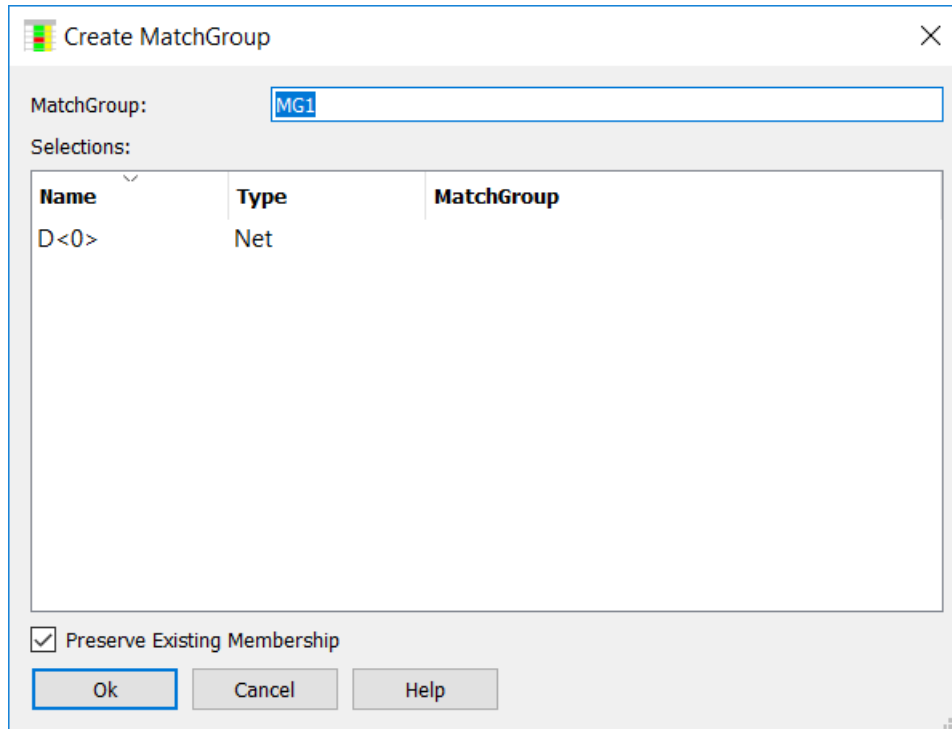 Create MatchGroup
MatchGroup: MG1
Selections:
Name Type MatchGroup
D<0> Net
Preserve Existing Membership
Ok Cancel Help